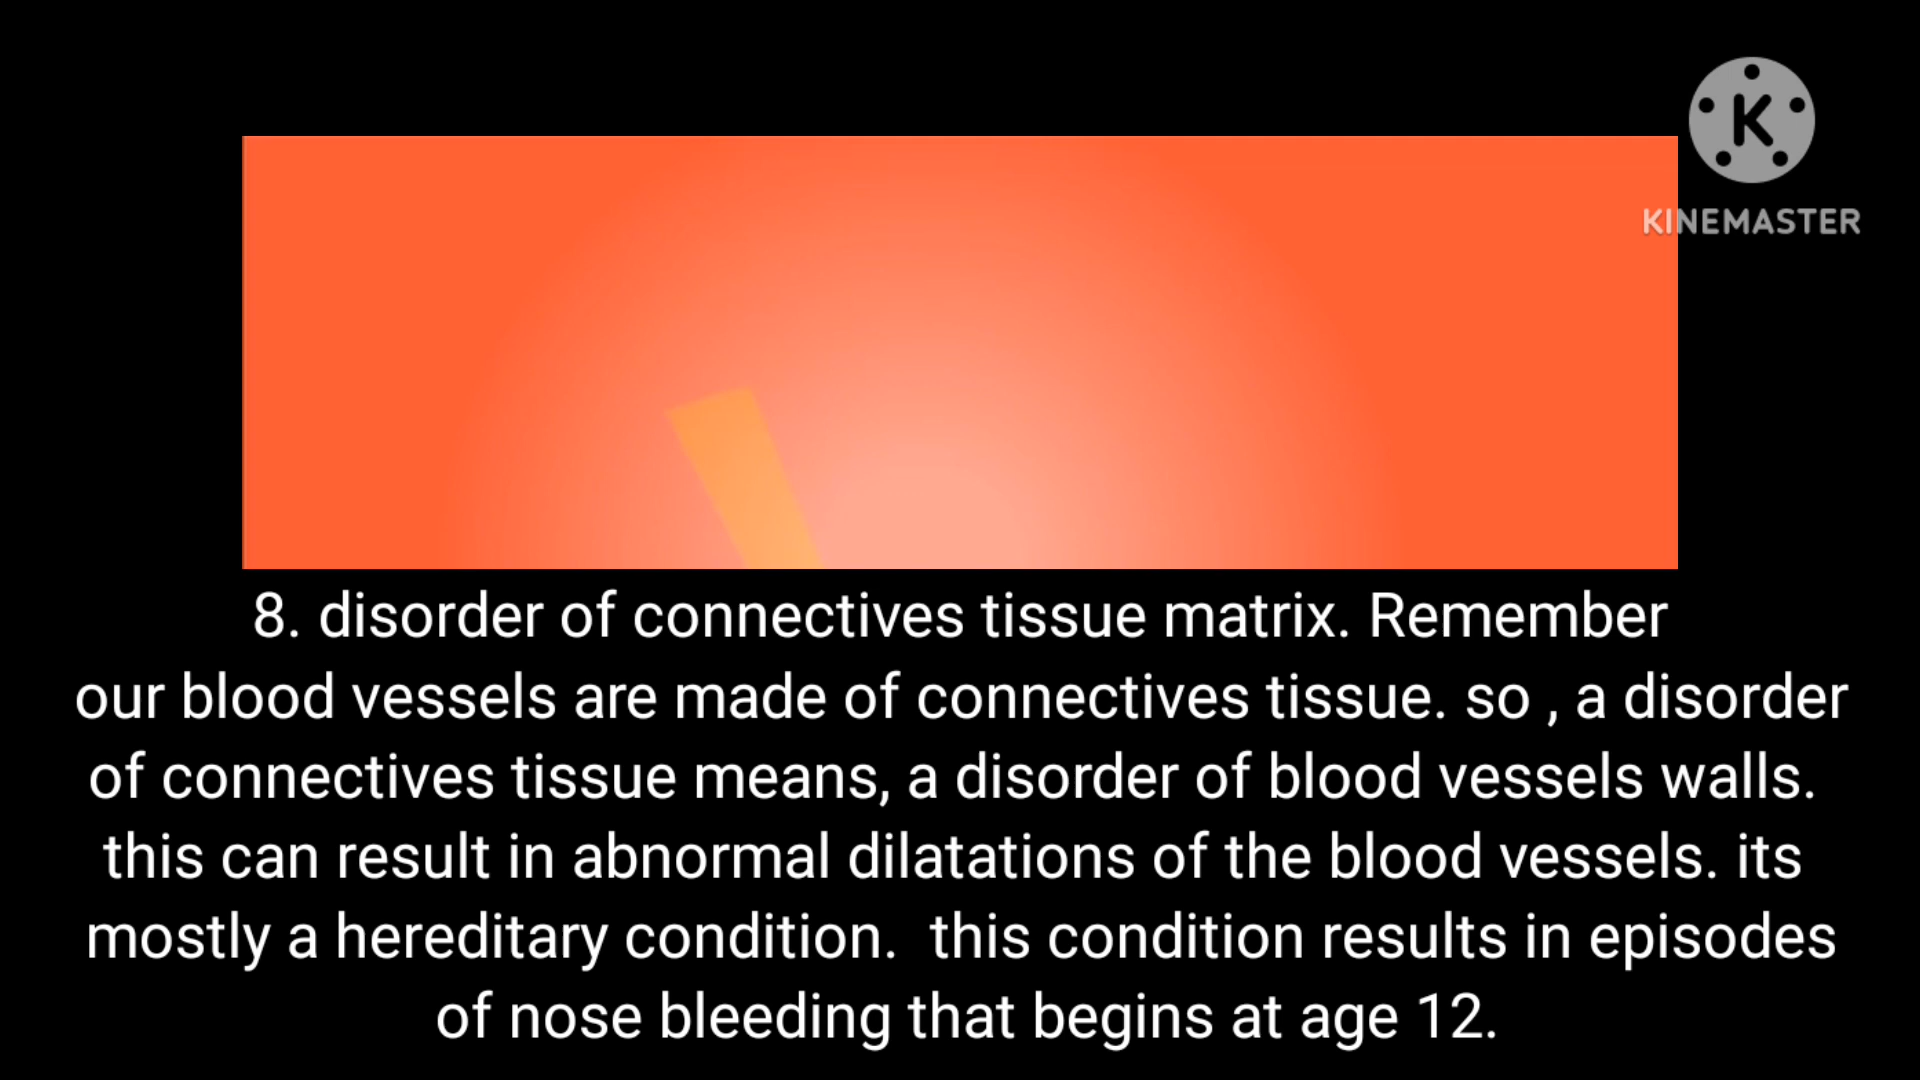 K
KINEMASTER
8. disorder of connectives tissue matrix. Remember
our blood vessels are made of connectives tissue. so , a disorder
of connectives tissue means, a disorder of blood vessels walls.
this can result in abnormal dilatations of the blood vessels. its
mostly a hereditary condition.  this condition results in episodes
of nose bleeding that begins at age 12.